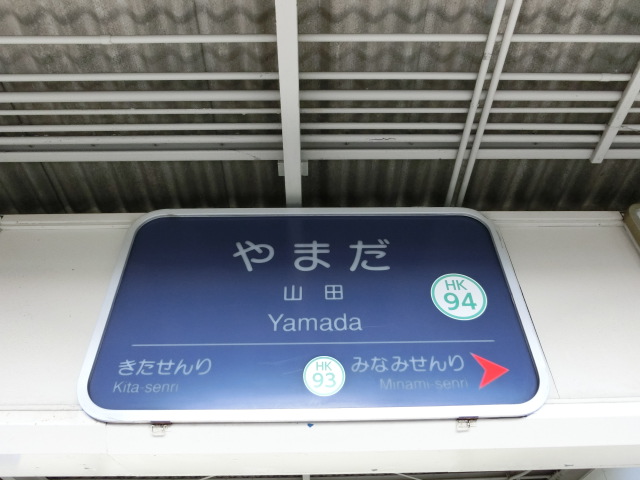 やまだ
山田
Yamada
HK
94
きたせんり
Kita-senri
HK
93
みなみせんり
Minami-senri